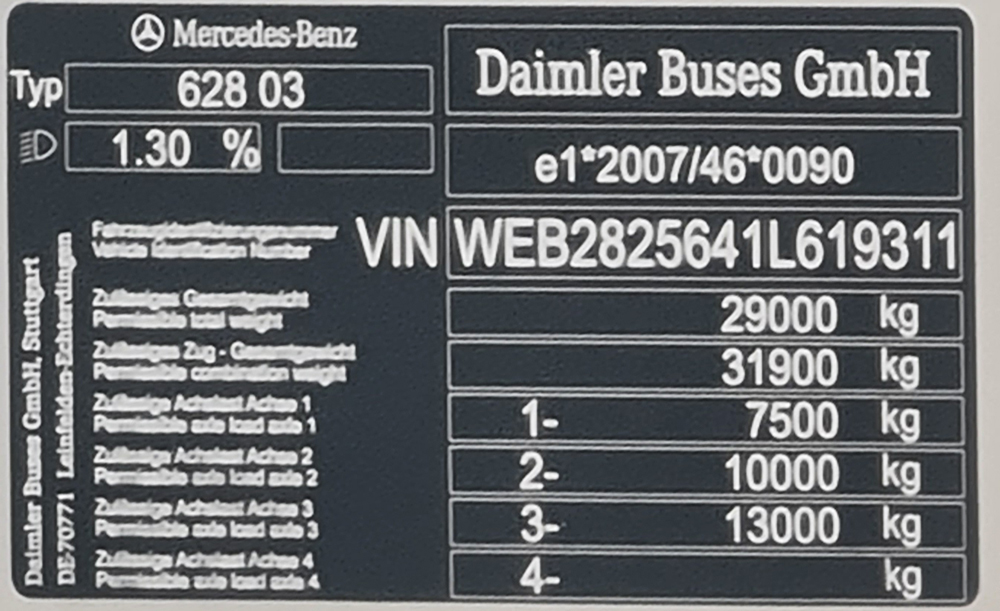 Mercedes-Benz
Daimler Buses GmbH
Typ 628 03
1.30 %
e1*2007/46*0090
Fahrzeugidentifizierungsnummer
Vehicle Identification Number
VIN WEB2825641L619311
Zulässiges Gesamtgewicht
Permissible total weight
29000 kg
Zulässiges Zug - Gesamtgewicht
Permissible combination weight
31900 kg
Zulässige Achslast Achse 1
Permissible axle load axle 1
1- 7500 kg
Zulässige Achslast Achse 2
Permissible axle load axle 2
2- 10000 kg
Zulässige Achslast Achse 3
Permissible axle load axle 3
3- 13000 kg
Zulässige Achslast Achse 4
Permissible axle load axle 4
4- kg
Daimler Buses GmbH, Stuttgart
DE-70771 Leinfelden-Echterdingen